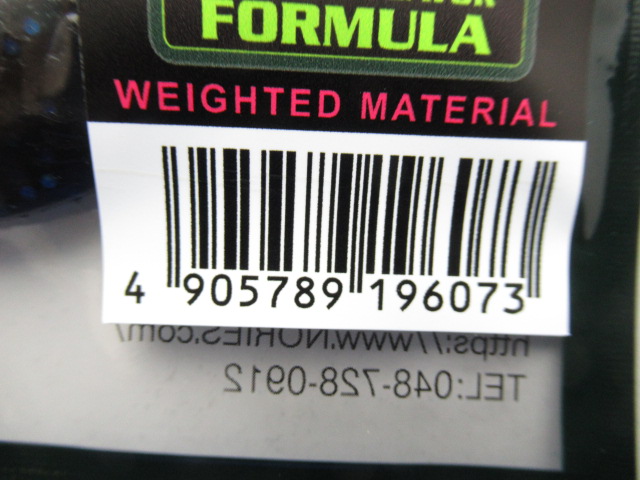 FORMULA
WEIGHTED MATERIAL
4 905789 196073
https://www.NORIES.com/
TEL:048-728-0912